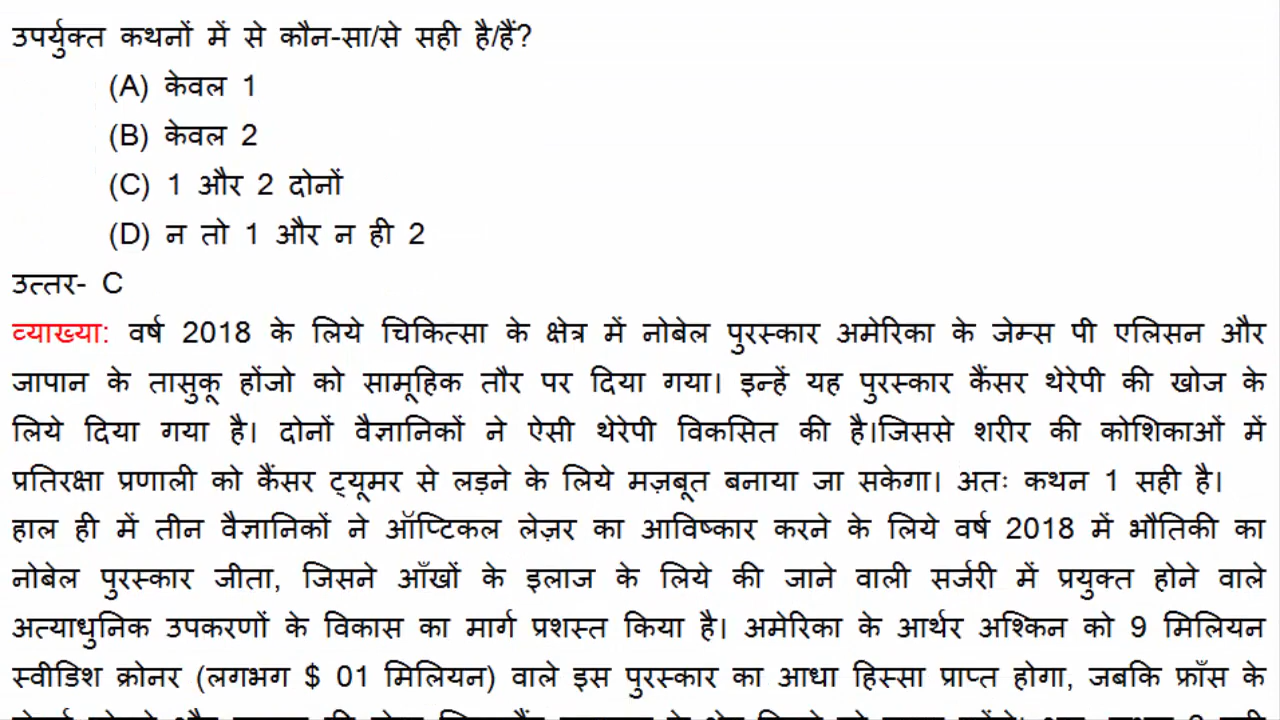 उपर्युक्त कथनों में से कौन-सा/से सही है/हैं?
(A) केवल 1
(B) केवल 2
(C) 1 और 2 दोनों
(D) न तो 1 और न ही 2
उत्तर- C
व्याख्या: वर्ष 2018 के लिये चिकित्सा के क्षेत्र में नोबेल पुरस्कार अमेरिका के जेम्स पी एलिसन और
जापान के तासुकू होंजो को सामूहिक तौर पर दिया गया। इन्हें यह पुरस्कार कैंसर थेरेपी की खोज के
लिये दिया गया है। दोनों वैज्ञानिकों ने ऐसी थेरेपी विकसित की है।जिससे शरीर की कोशिकाओं में
प्रतिरक्षा प्रणाली को कैंसर ट्यूमर से लड़ने के लिये मज़बूत बनाया जा सकेगा। अतः कथन 1 सही है।
हाल ही में तीन वैज्ञानिकों ने ऑप्टिकल लेज़र का आविष्कार करने के लिये वर्ष 2018 में भौतिकी का
नोबेल पुरस्कार जीता, जिसने आँखों के इलाज के लिये की जाने वाली सर्जरी में प्रयुक्त होने वाले
अत्याधुनिक उपकरणों के विकास का मार्ग प्रशस्त किया है। अमेरिका के आर्थर अश्किन को 9 मिलियन
स्वीडिश क्रोनर (लगभग $ 01 मिलियन) वाले इस पुरस्कार का आधा हिस्सा प्राप्त होगा, जबकि फ्राँस के